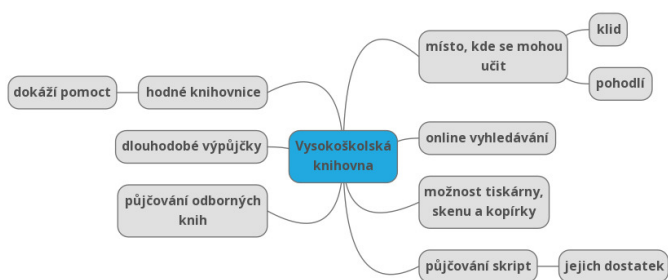 klid
místo, kde se mohou
učit
pohodlí
dokáží pomoct
hodné knihovnice
online vyhledávání
dlouhodobé výpůjčky
Vysokoškolská
knihovna
možnost tiskárny,
skenu a kopírky
půjčování odborných
knih
půjčování skript
jejich dostatek